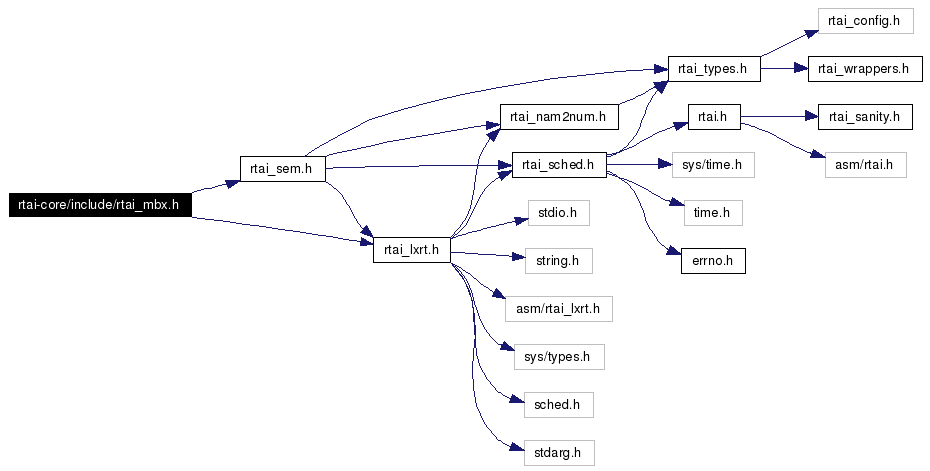 rtai_config.h
rtai_types.h
rtai_wrappers.h
rtai_nam2num.h
rtai.h
rtai_sanity.h
rtai_sem.h
rtai_sched.h
sys/time.h
asm/rtai.h
rtai-core/include/rtai_mbx.h
stdio.h
time.h
rtai_lxrt.h
string.h
errno.h
asm/rtai_lxrt.h
sys/types.h
sched.h
stdarg.h